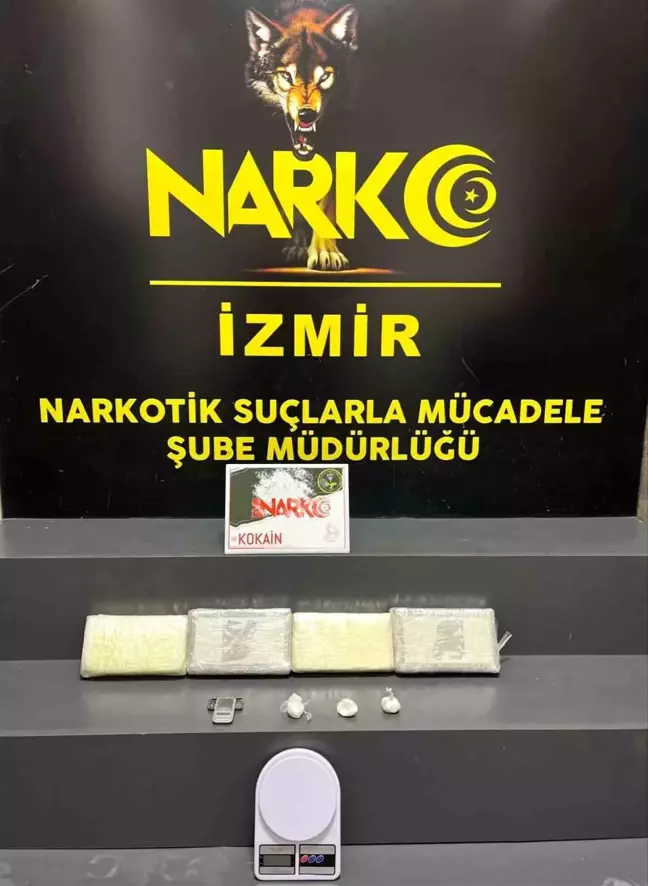 NARKO
İZMİR
NARKOTİK SUÇLARLA MÜCADELE
ŞUBE MÜDÜRLÜĞÜ
NARKO
KOKAİN